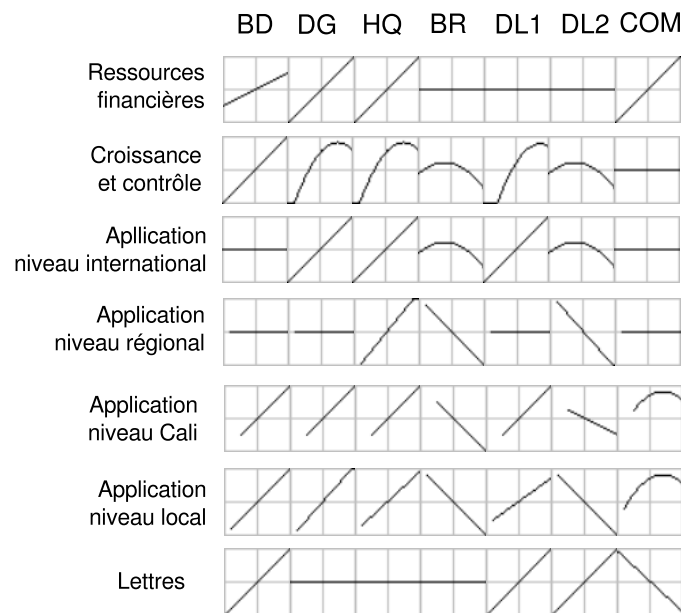 BD DG HQ BR DL1 DL2 COM
Ressources
financières
Croissance
et contrôle
Apllication
niveau international
Application
niveau régional
Application
niveau Cali
Application
niveau local
Lettres